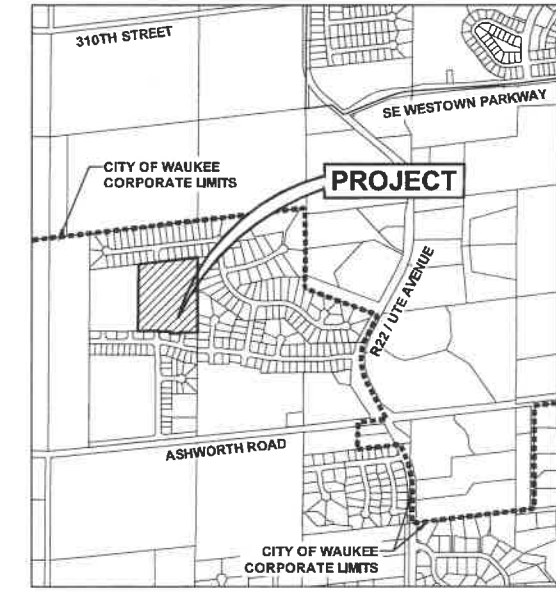 310TH STREET
SE WESTOWN PARKWAY
CITY OF WAUKEE
CORPORATE LIMITS
PROJECT
R22 / UTE AVENUE
ASHWORTH ROAD
CITY OF WAUKEE
CORPORATE LIMITS